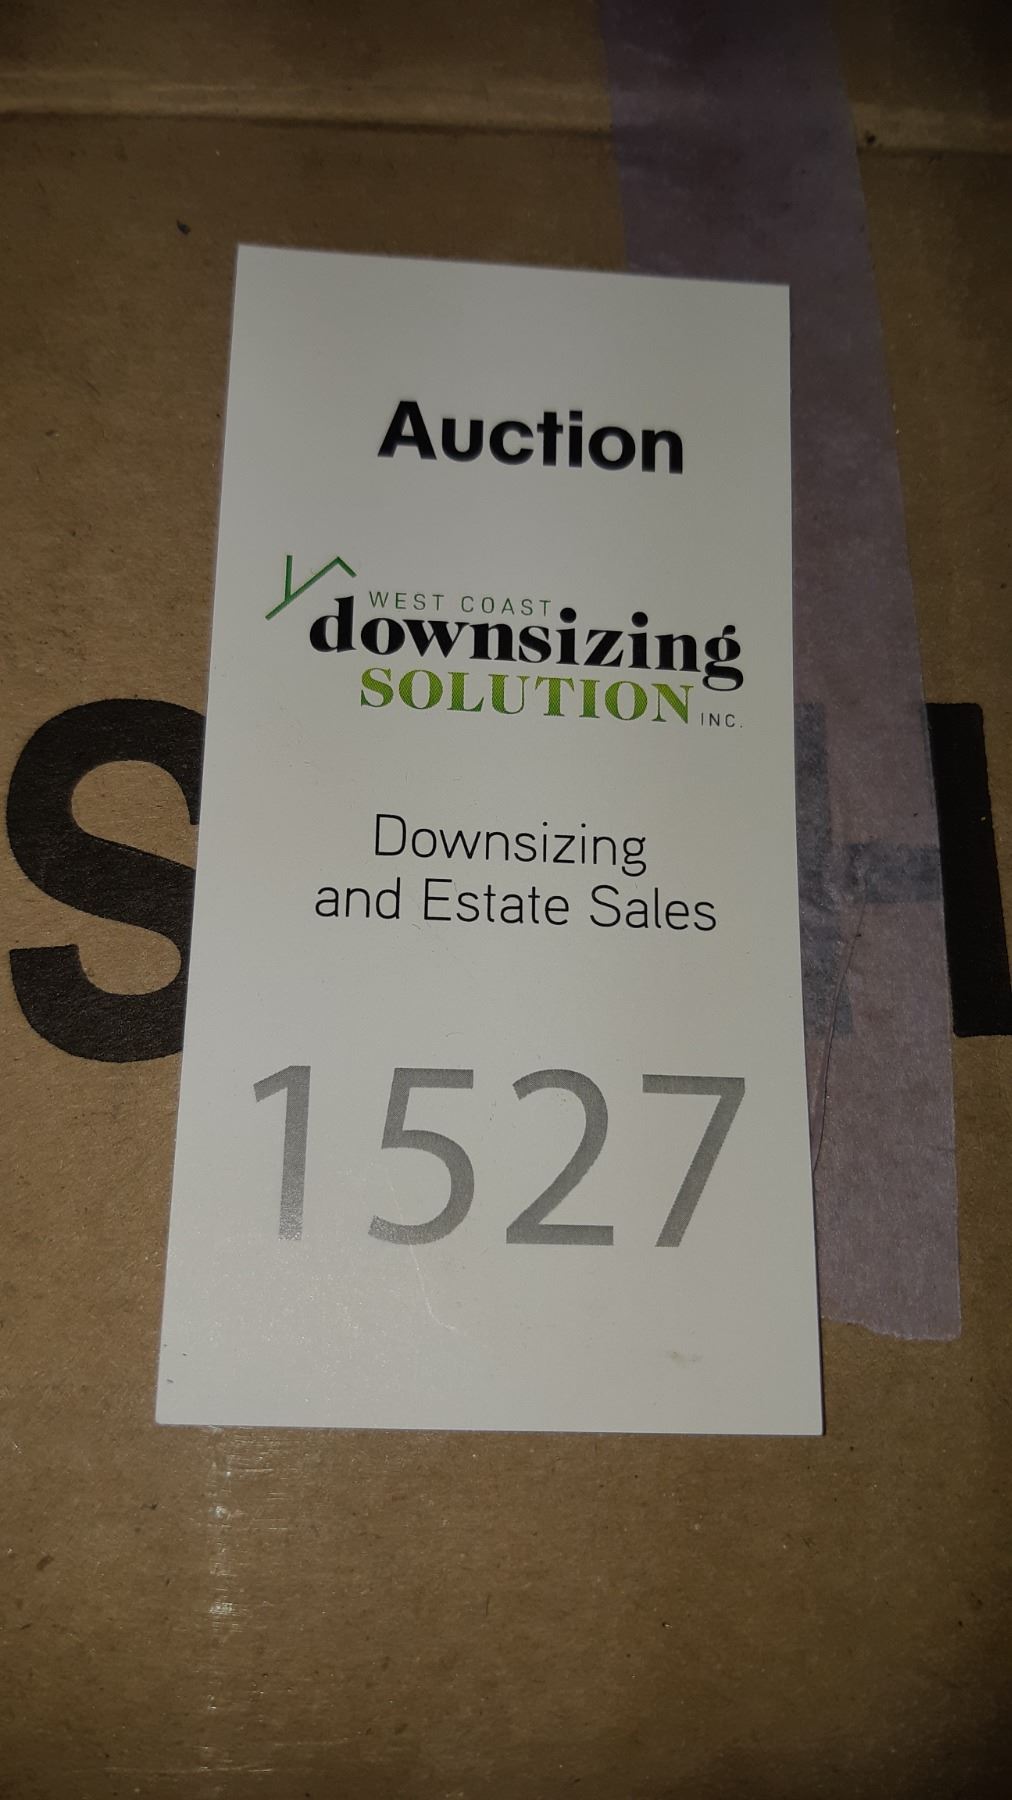 Auction
WEST COAST
downsizing
SOLUTION INC.
Downsizing
and Estate Sales
1527